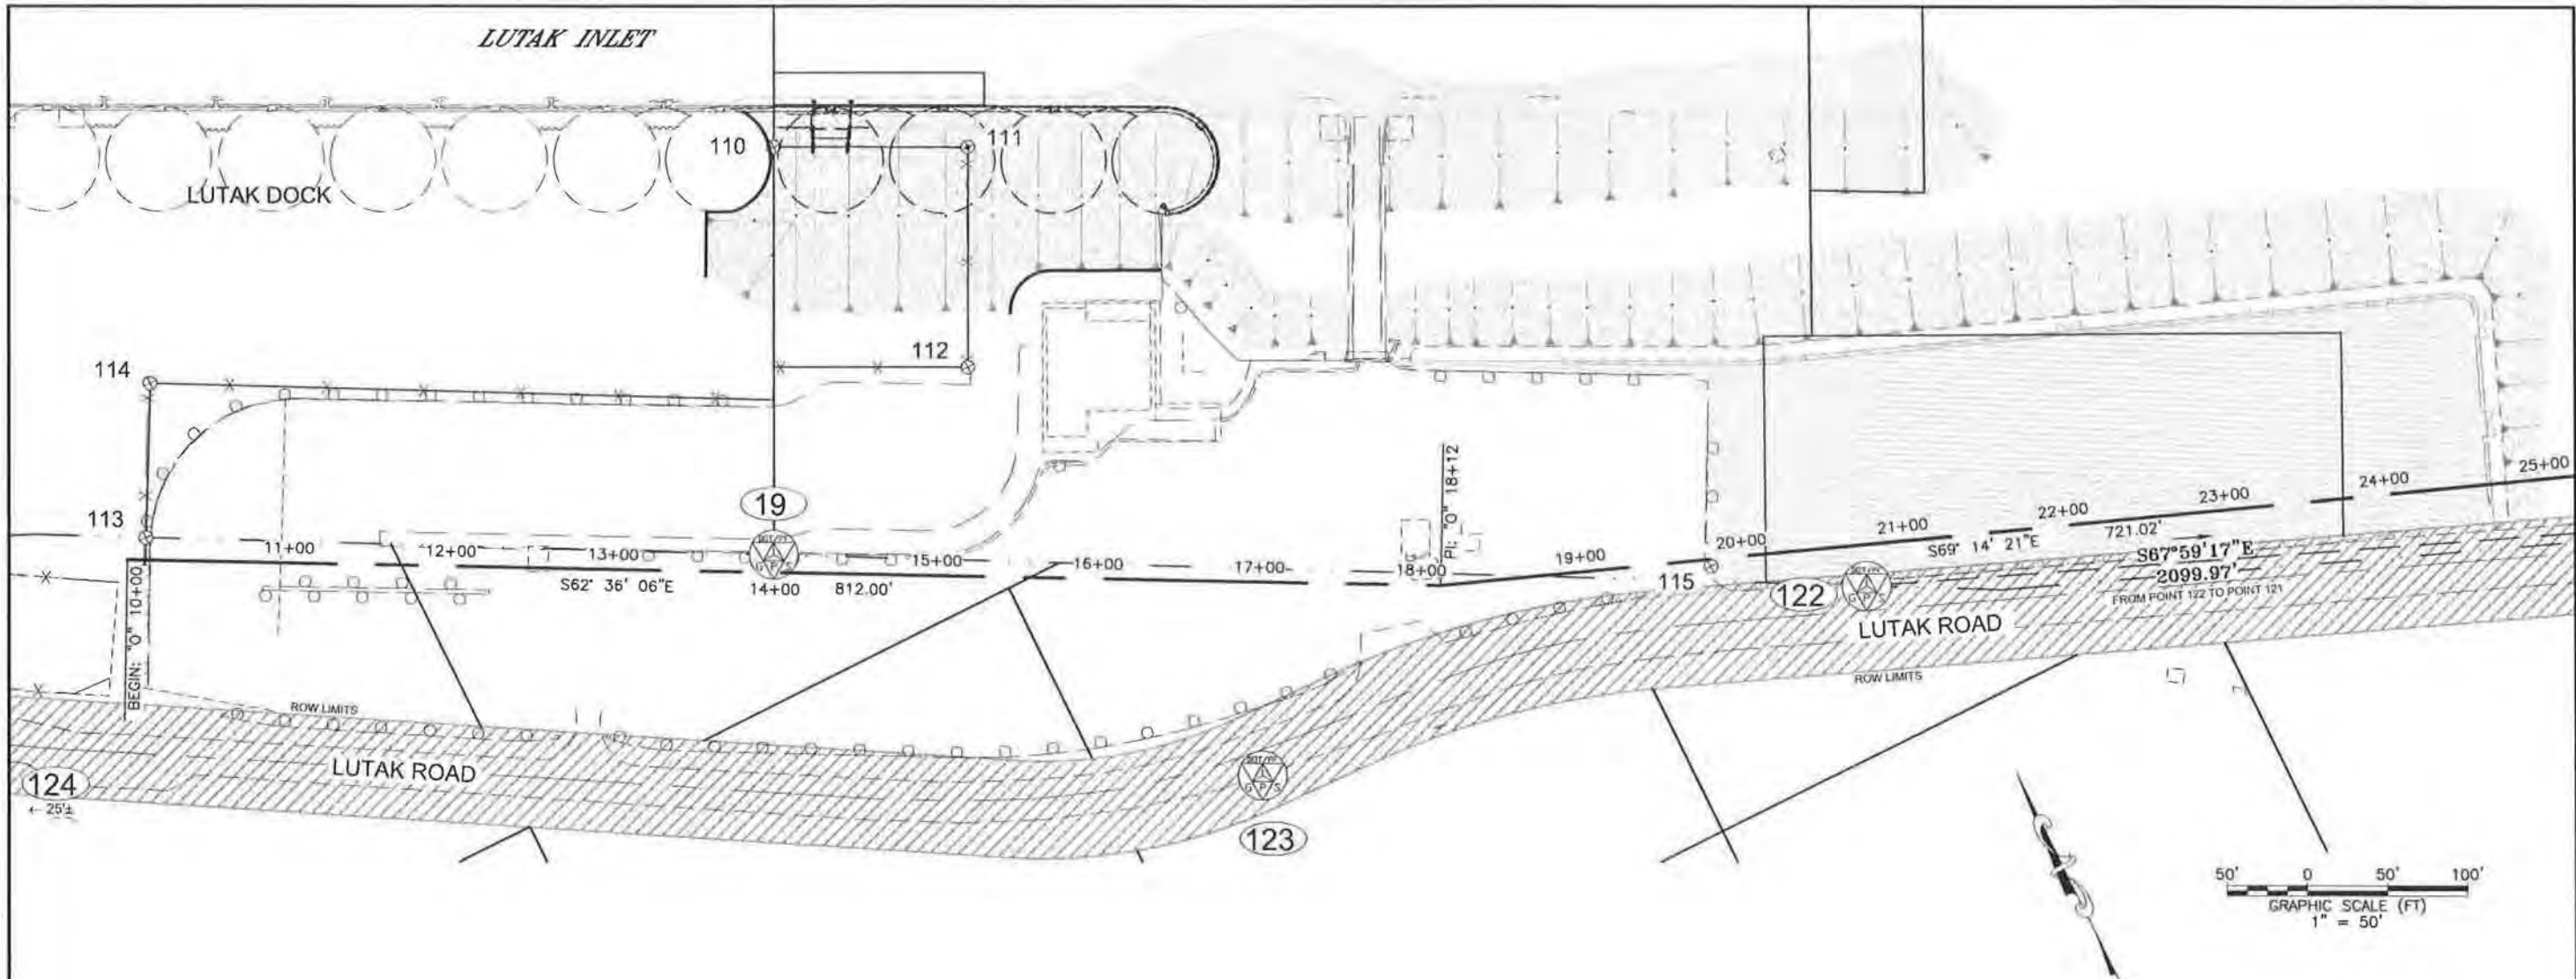 LUTAK INLET
110
111
LUTAK DOCK
112
114
19
113
PI: "O" 18+12
BEGIN: "O" 10+00
11+00
12+00
13+00
14+00
15+00
16+00
17+00
18+00
19+00
20+00
21+00
22+00
23+00
24+00
25+00
S62° 36' 06"E
812.00'
S69° 14' 21"E
721.02'
S67°59'17"E
2099.97'
FROM POINT 122 TO POINT 121
115
122
LUTAK ROAD
ROW LIMITS
ROW LIMITS
LUTAK ROAD
124
← 25'±
123
G P S
G P S
G P S
50' 0 50' 100'
GRAPHIC SCALE (FT)
1" = 50'